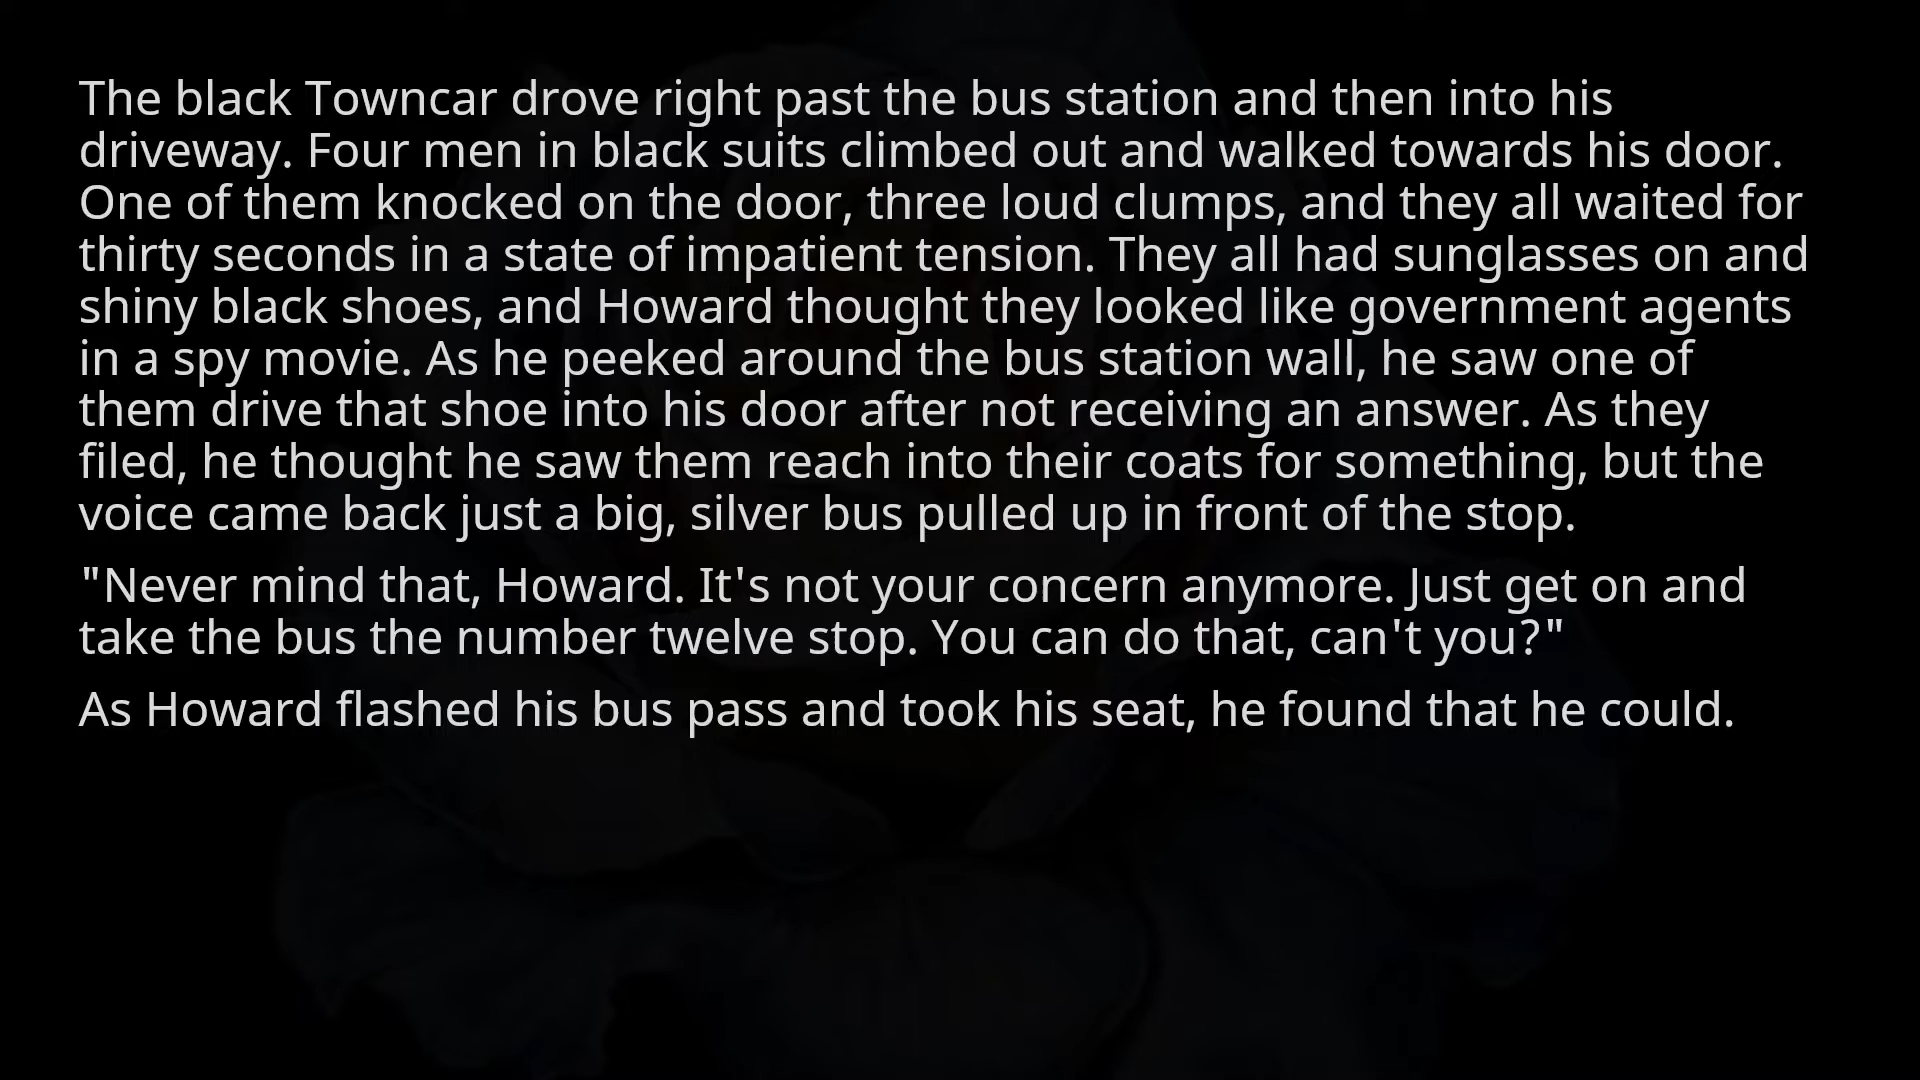 The black Towncar drove right past the bus station and then into his
driveway. Four men in black suits climbed out and walked towards his door.
One of them knocked on the door, three loud clumps, and they all waited for
thirty seconds in a state of impatient tension. They all had sunglasses on and
shiny black shoes, and Howard thought they looked like government agents
in a spy movie. As he peeked around the bus station wall, he saw one of
them drive that shoe into his door after not receiving an answer. As they
filed, he thought he saw them reach into their coats for something, but the
voice came back just a big, silver bus pulled up in front of the stop.
"Never mind that, Howard. It's not your concern anymore. Just get on and
take the bus the number twelve stop. You can do that, can't you?"
As Howard flashed his bus pass and took his seat, he found that he could.